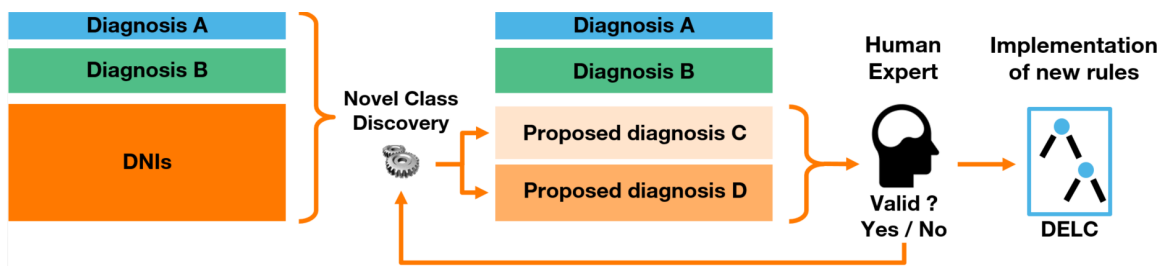 Diagnosis A
Diagnosis B
DNIs
Novel Class
Discovery
Diagnosis A
Diagnosis B
Proposed diagnosis C
Proposed diagnosis D
Human
Expert
Valid ?
Yes / No
Implementation
of new rules
DELC